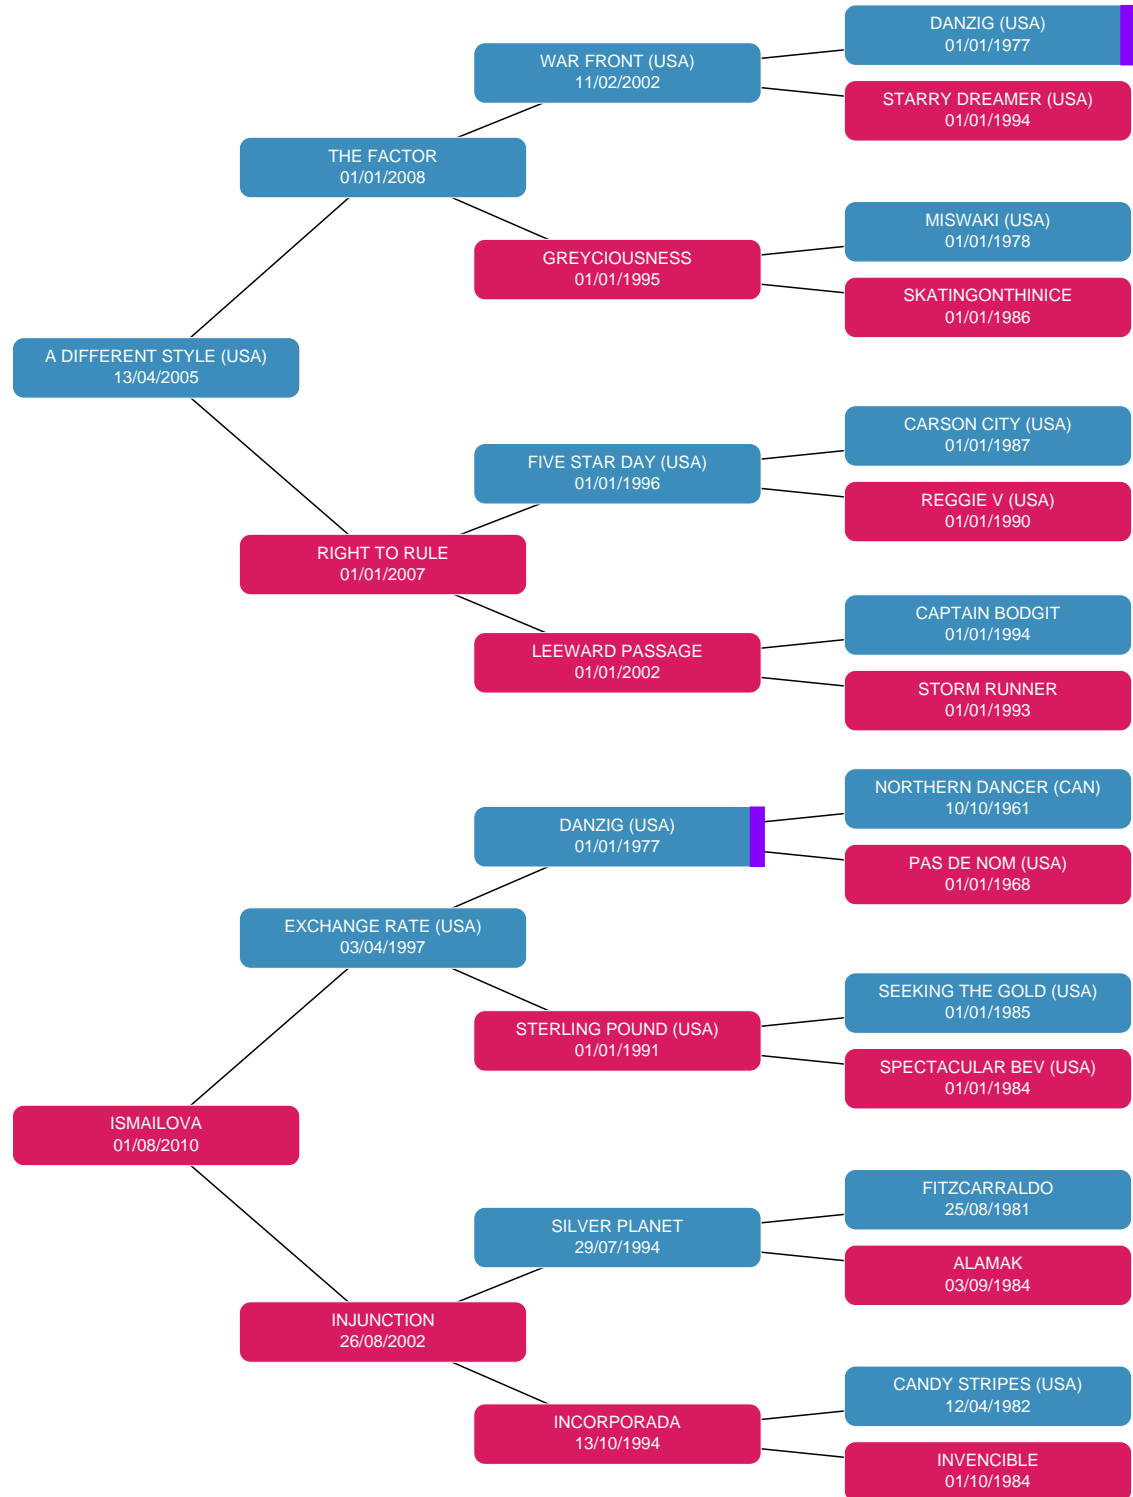 DANZIG (USA)
01/01/1977
WAR FRONT (USA)
11/02/2002
STARRY DREAMER (USA)
01/01/1994
THE FACTOR
01/01/2008
MISWAKI (USA)
01/01/1978
GREYCIOUSNESS
01/01/1995
SKATINGONTHINICE
01/01/1986
A DIFFERENT STYLE (USA)
13/04/2005
CARSON CITY (USA)
01/01/1987
FIVE STAR DAY (USA)
01/01/1996
REGGIE V (USA)
01/01/1990
RIGHT TO RULE
01/01/2007
CAPTAIN BODGIT
01/01/1994
LEEWARD PASSAGE
01/01/2002
STORM RUNNER
01/01/1993
NORTHERN DANCER (CAN)
10/10/1961
DANZIG (USA)
01/01/1977
PAS DE NOM (USA)
01/01/1968
EXCHANGE RATE (USA)
03/04/1997
SEEKING THE GOLD (USA)
01/01/1985
STERLING POUND (USA)
01/01/1991
SPECTACULAR BEV (USA)
01/01/1984
ISMAILOVA
01/08/2010
FITZCARRALDO
25/08/1981
SILVER PLANET
29/07/1994
ALAMAK
03/09/1984
INJUNCTION
26/08/2002
CANDY STRIPES (USA)
12/04/1982
INCORPORADA
13/10/1994
INVENCIBLE
01/10/1984